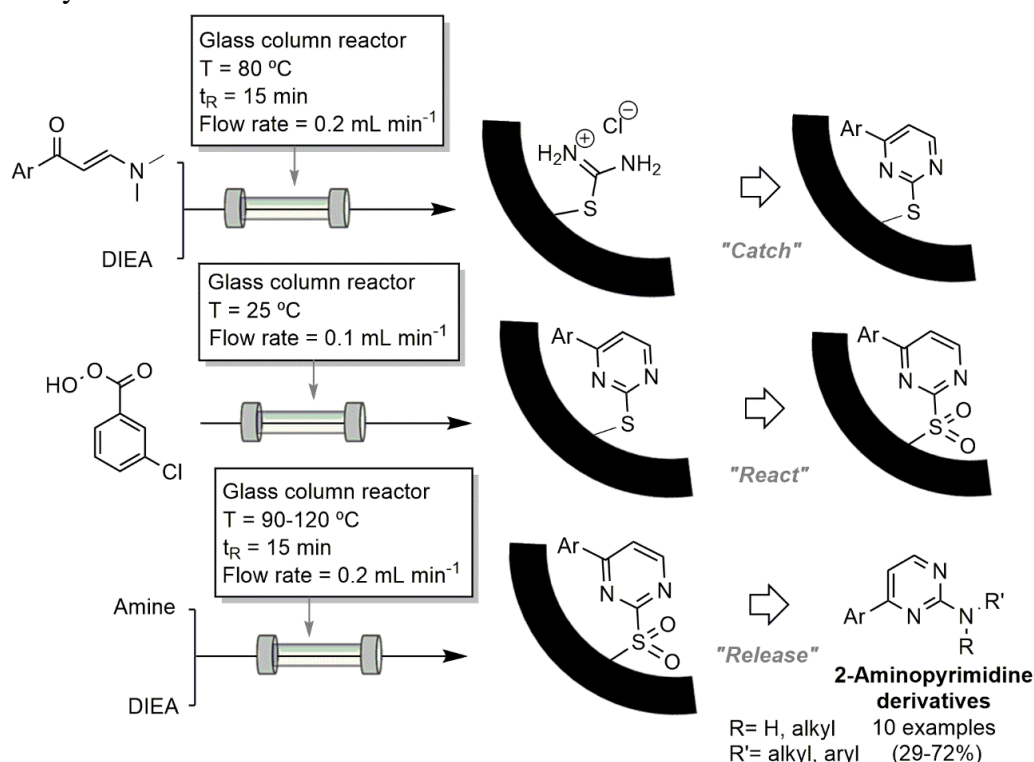 Glass column reactor
T = 80 ºC
tR = 15 min
Flow rate = 0.2 mL min-1
O
Ar
N
DIEA
Cl⊖
⊕
H2N
NH2
S
"Catch"
Ar
N
N
S
Glass column reactor
T = 25 ºC
Flow rate = 0.1 mL min-1
HO
O
O
Cl
Ar
N
N
S
"React"
Ar
N
N
S
O
O
Glass column reactor
T = 90-120 ºC
tR = 15 min
Flow rate = 0.2 mL min-1
Amine
DIEA
Ar
N
N
S
O
O
"Release"
N
Ar
N
N
R'
R
2-Aminopyrimidine
derivatives
R= H, alkyl 10 examples
R'= alkyl, aryl (29-72%)